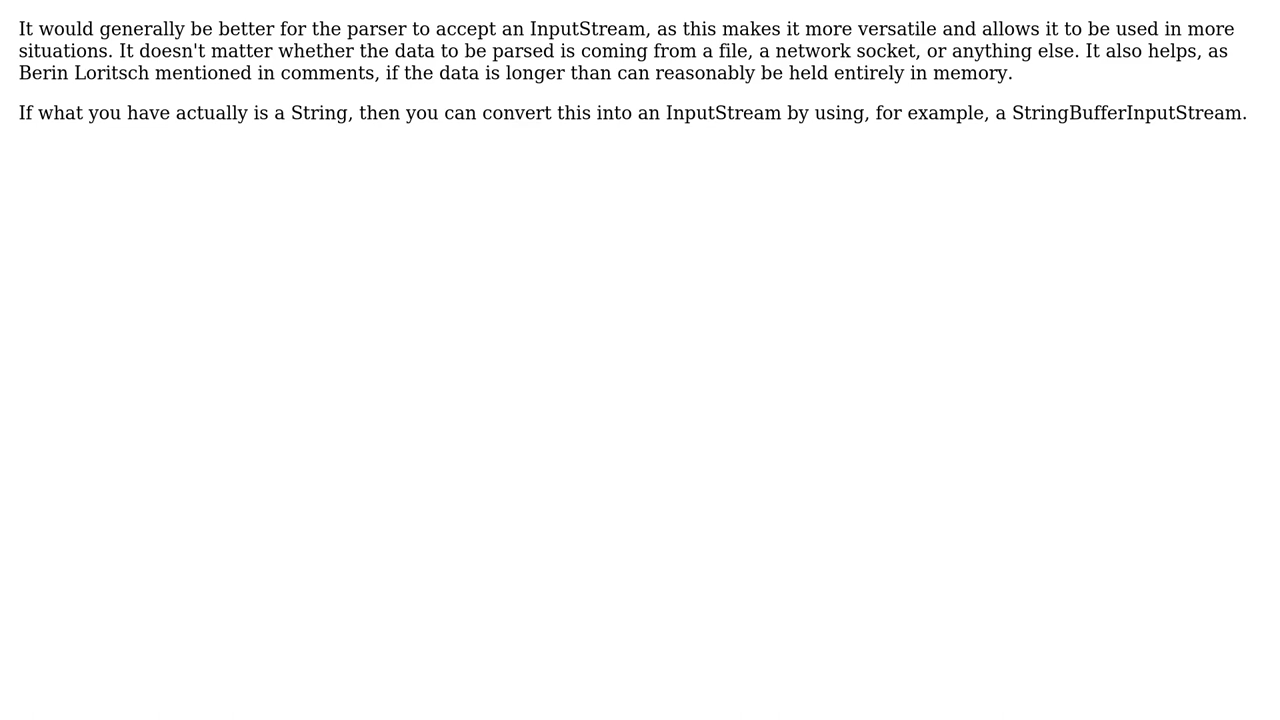 It would generally be better for the parser to accept an InputStream, as this makes it more versatile and allows it to be used in more
situations. It doesn't matter whether the data to be parsed is coming from a file, a network socket, or anything else. It also helps, as
Berin Loritsch mentioned in comments, if the data is longer than can reasonably be held entirely in memory.
If what you have actually is a String, then you can convert this into an InputStream by using, for example, a StringBufferInputStream.